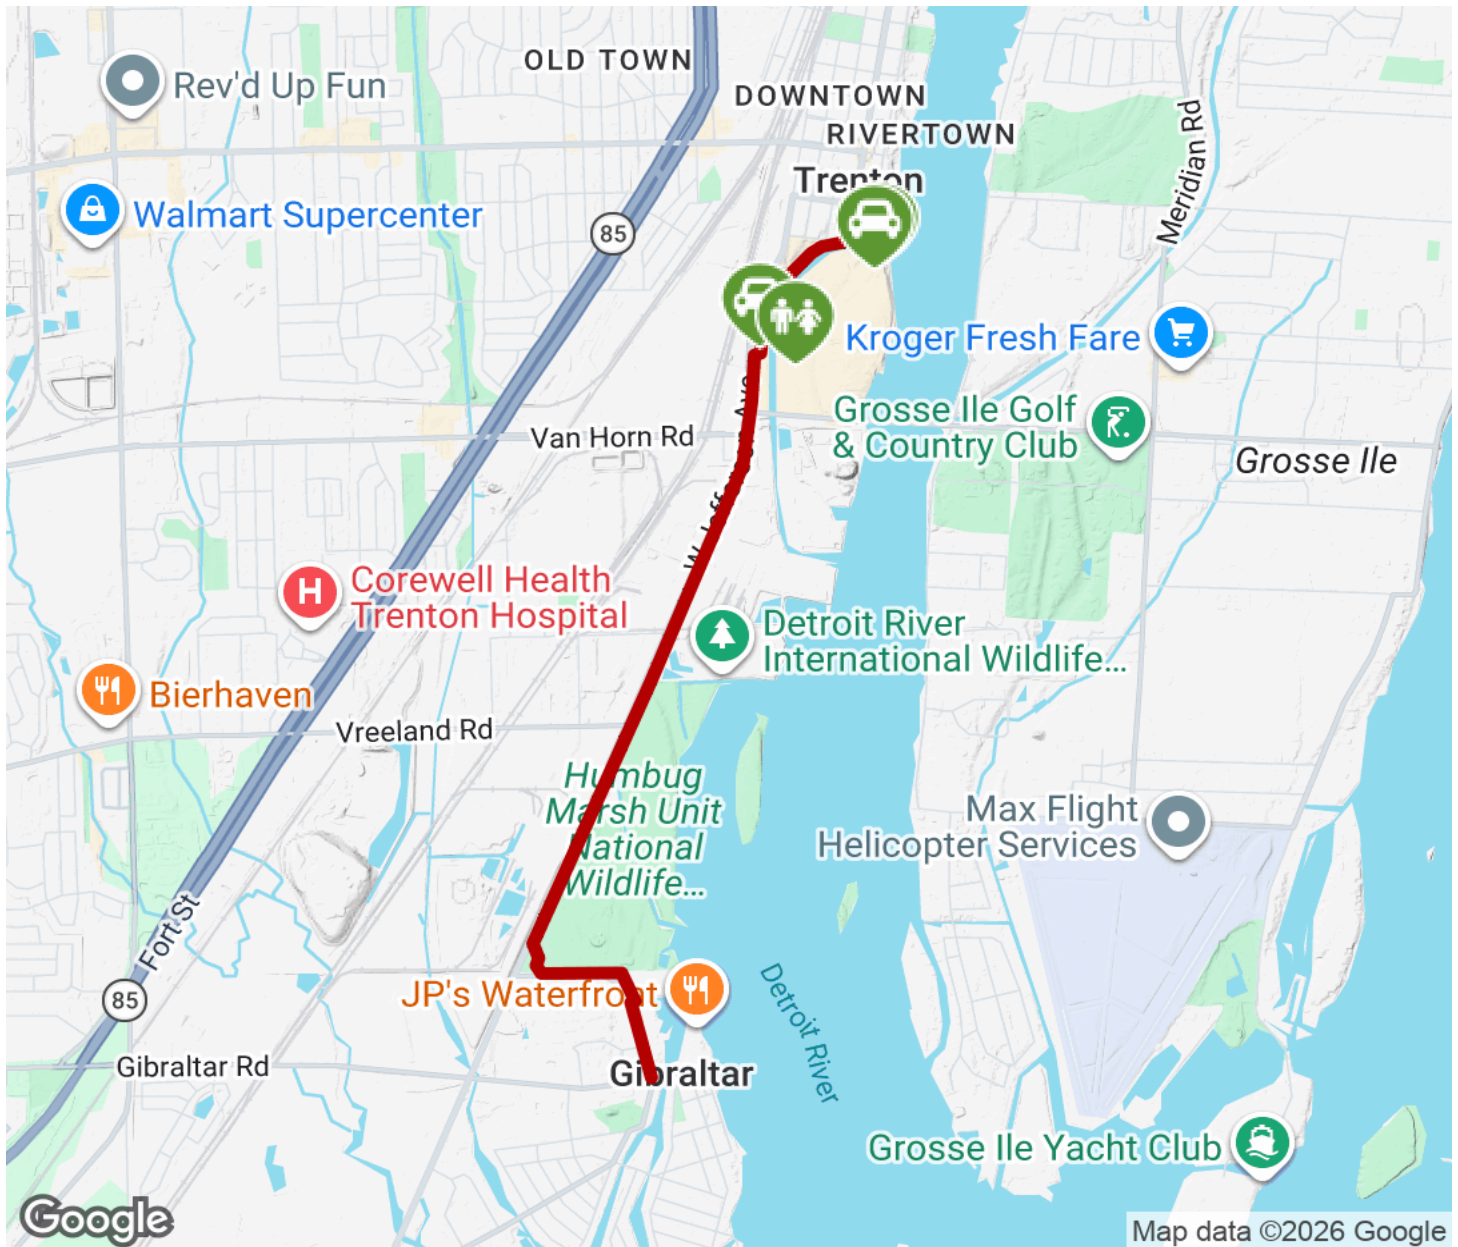 OLD TOWN
Rev'd Up Fun
DOWNTOWN
RIVERTOWN
Trenton
Meridian Rd
Walmart Supercenter
85
Kroger Fresh Fare
Grosse Ile Golf
& Country Club
Van Horn Rd
Grosse Ile
W Jefferson Ave
H
Corewell Health
Trenton Hospital
Detroit River
International Wildlife...
Bierhaven
Vreeland Rd
Humbug
Marsh Unit
National
Wildlife...
Max Flight
Helicopter Services
Fort St
85
JP's Waterfront
Detroit River
Gibraltar Rd
Gibraltar
Grosse Ile Yacht Club
Google
Map data ©2026 Google